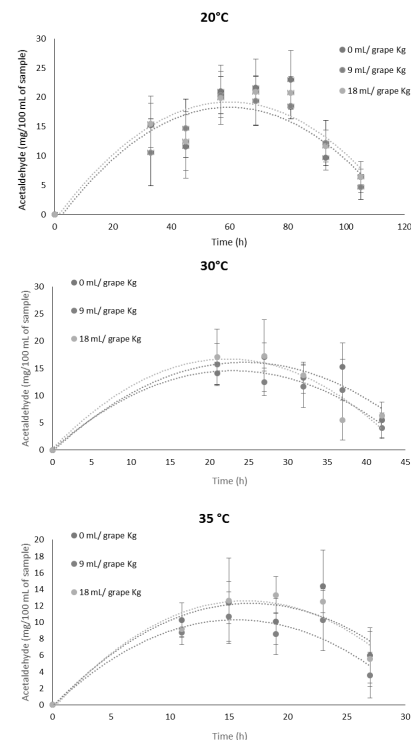 20°C
Acetaldehyde (mg/100 mL of sample)
30
25
20
15
10
5
0
0 20 40 60 80 100 120
Time (h)
0 mL/ grape Kg
9 mL/ grape Kg
18 mL/ grape Kg
30°C
Acetaldehyde (mg/100 mL of sample)
30
25
20
15
10
5
0
0 5 10 15 20 25 30 35 40 45
Time (h)
0 mL/ grape Kg
9 mL/ grape Kg
18 mL/ grape Kg
35 °C
Acetaldehyde (mg/100 mL of sample)
20
18
16
14
12
10
8
6
4
2
0
0 5 10 15 20 25 30
Time (h)
0 mL/ grape Kg
9 mL/ grape Kg
18 mL/ grape Kg